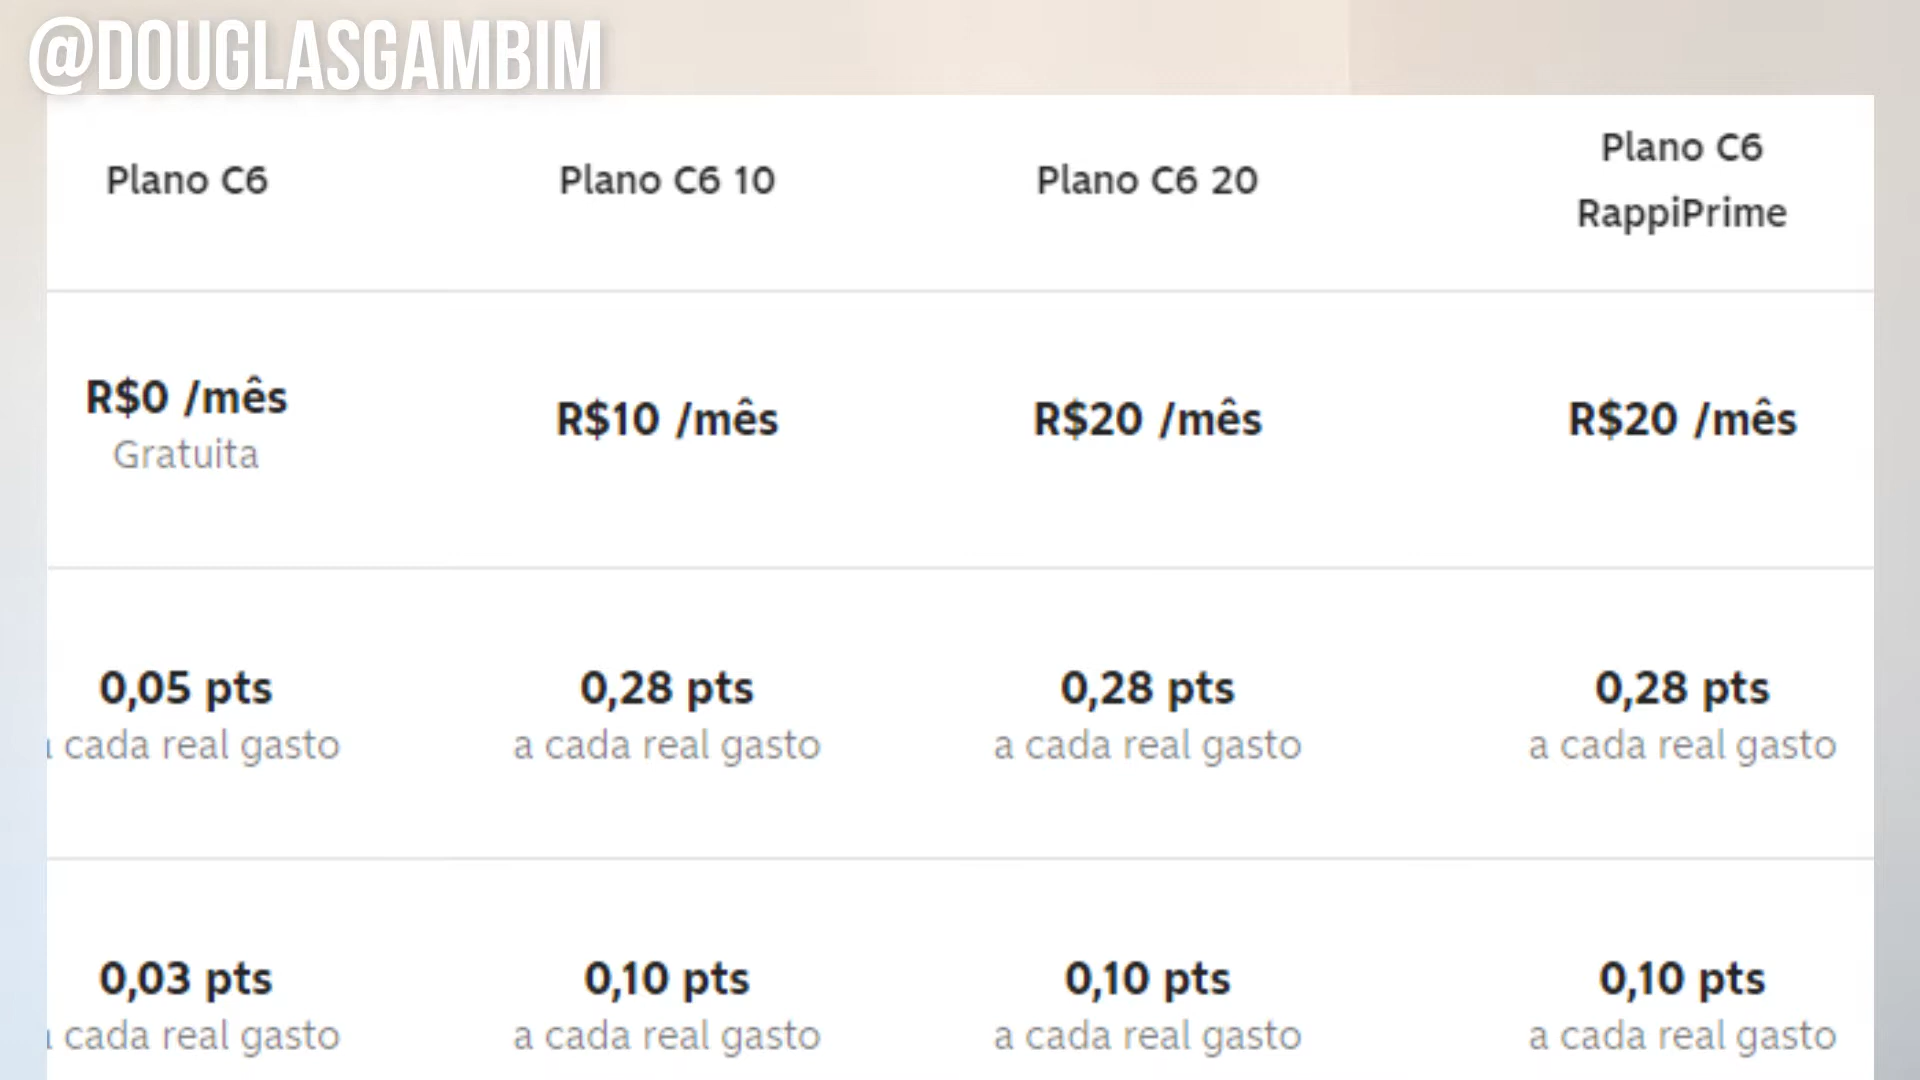 @DOUGLASGAMBIM
Plano C6
Plano C6 10
Plano C6 20
Plano C6
RappiPrime
R$0 /mês
Gratuita
R$10 /mês
R$20 /mês
R$20 /mês
0,05 pts
a cada real gasto
0,28 pts
a cada real gasto
0,28 pts
a cada real gasto
0,28 pts
a cada real gasto
0,03 pts
a cada real gasto
0,10 pts
a cada real gasto
0,10 pts
a cada real gasto
0,10 pts
a cada real gasto